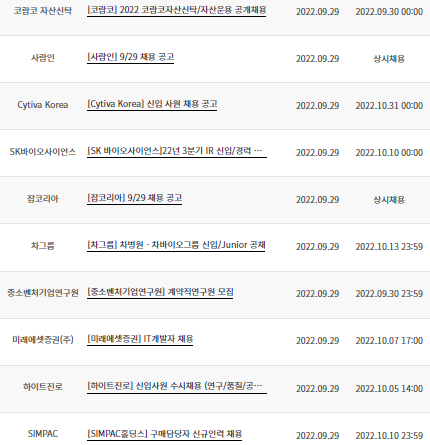 코람코 자산신탁 [코람코] 2022 코람코자산신탁/자산운용 공개채용 2022.09.29 2022.09.30 00:00
사람인 [사람인] 9/29 채용 공고 2022.09.29 상시채용
Cytiva Korea [Cytiva Korea] 신입 사원 채용 공고 2022.09.29 2022.10.31 00:00
SK바이오사이언스 [SK 바이오사이언스]22년 3분기 IR 신입/경력 ··· 2022.09.29 2022.10.10 00:00
잡코리아 [잡코리아] 9/29 채용 공고 2022.09.29 상시채용
차그룹 [차그룹] 차병원 · 차바이오그룹 신입/Junior 공채 2022.09.29 2022.10.13 23:59
중소벤처기업연구원 [중소벤처기업연구원] 계약직연구원 모집 2022.09.29 2022.09.30 23:59
미래에셋증권(주) [미래에셋증권] IT개발자 채용 2022.09.29 2022.10.07 17:00
하이트진로 [하이트진로] 신입사원 수시채용 (연구/품질/공··· 2022.09.29 2022.10.05 14:00
SIMPAC [SIMPAC홀딩스] 구매담당자 신규인력 채용 2022.09.29 2022.10.10 23:59